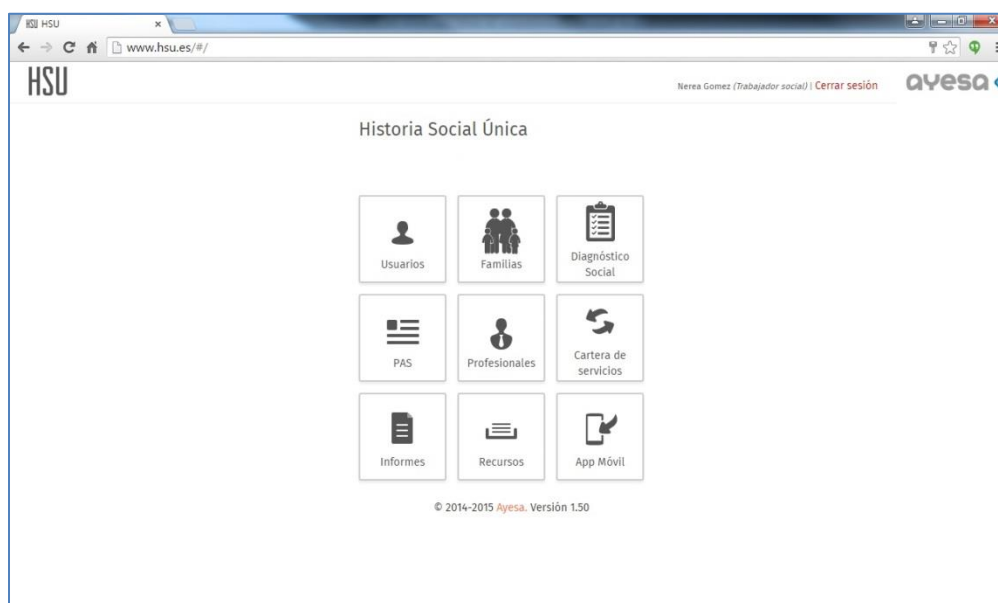 HSU
www.hsu.es/#/
HSU
Nerea Gomez (Trabajador social) | Cerrar sesión
ayesa
Historia Social Única
Usuarios
Familias
Diagnóstico
Social
PAS
Profesionales
Cartera de
servicios
Informes
Recursos
App Móvil
© 2014-2015 Ayesa. Versión 1.50